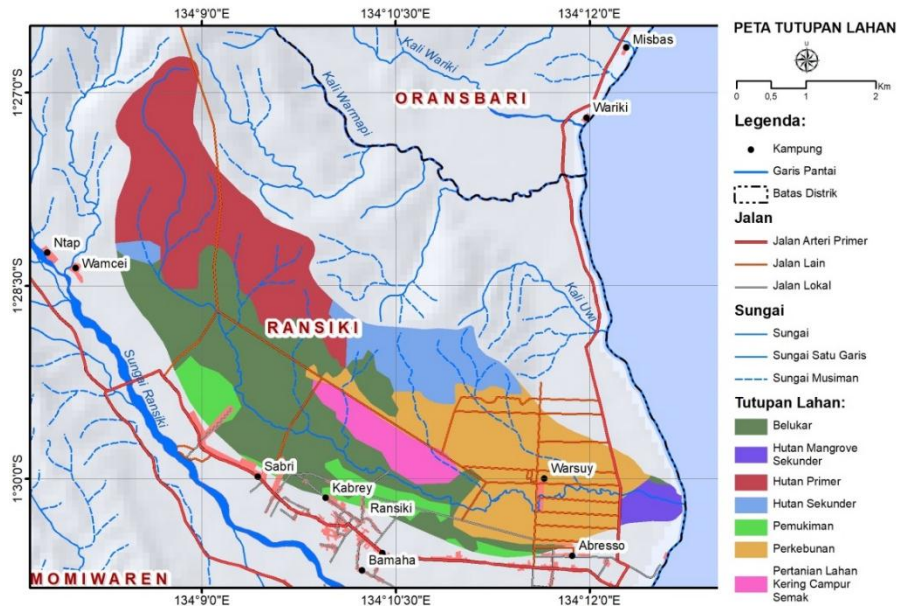 134°9'0"E
134°10'30"E
134°12'0"E
1°27'0"S
1°28'30"S
1°30'0"S
Misbas
Kali Wariki
ORANSBARI
Wariki
Kali Warmapi
Ntap
Wamcei
Kali Uwi
RANSIKI
Sungai Ransiki
Sabri
Kabrey
Ransiki
Warsuy
Abresso
Bamaha
MOMIWAREN
134°9'0"E
134°10'30"E
134°12'0"E
PETA TUTUPAN LAHAN
U
0 0,5 1 2
Km
Legenda:
Kampung
Garis Pantai
Batas Distrik
Jalan
Jalan Arteri Primer
Jalan Lain
Jalan Lokal
Sungai
Sungai
Sungai Satu Garis
Sungai Musiman
Tutupan Lahan:
Belukar
Hutan Mangrove
Sekunder
Hutan Primer
Hutan Sekunder
Pemukiman
Perkebunan
Pertanian Lahan
Kering Campur
Semak